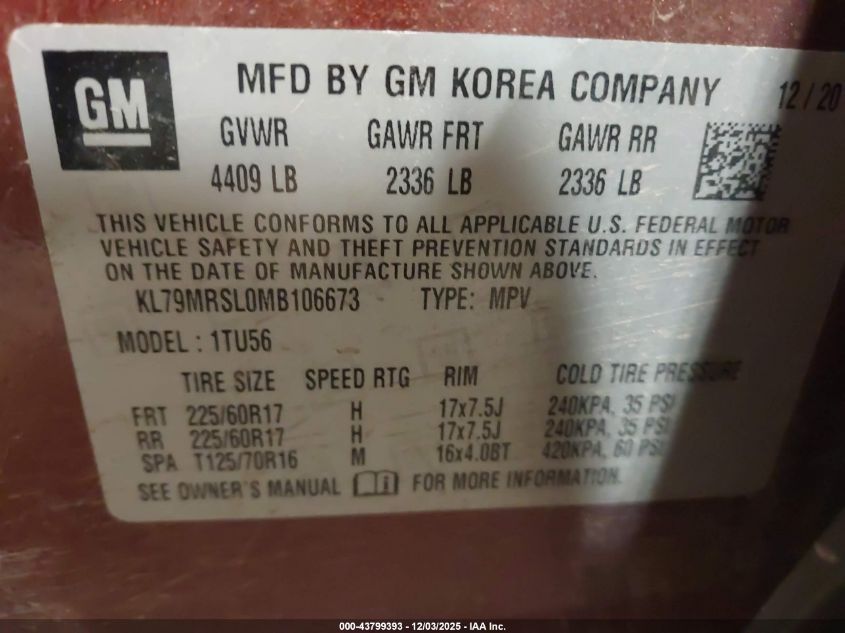 GM
MFD BY GM KOREA COMPANY 12/20
GVWR GAWR FRT GAWR RR
4409 LB 2336 LB 2336 LB
THIS VEHICLE CONFORMS TO ALL APPLICABLE U.S. FEDERAL MOTOR
VEHICLE SAFETY AND THEFT PREVENTION STANDARDS IN EFFECT
ON THE DATE OF MANUFACTURE SHOWN ABOVE.
KL79MRSL0MB106673 TYPE: MPV
MODEL: 1TU56
TIRE SIZE SPEED RTG RIM COLD TIRE PRESSURE
FRT 225/60R17 H 17x7.5J 240KPA, 35 PSI
RR 225/60R17 H 17x7.5J 240KPA, 35 PSI
SPA T125/70R16 M 16x4.0BT 420KPA, 60 PSI
SEE OWNER'S MANUAL FOR MORE INFORMATION.
000-43799393 - 12/03/2025 - IAA Inc.